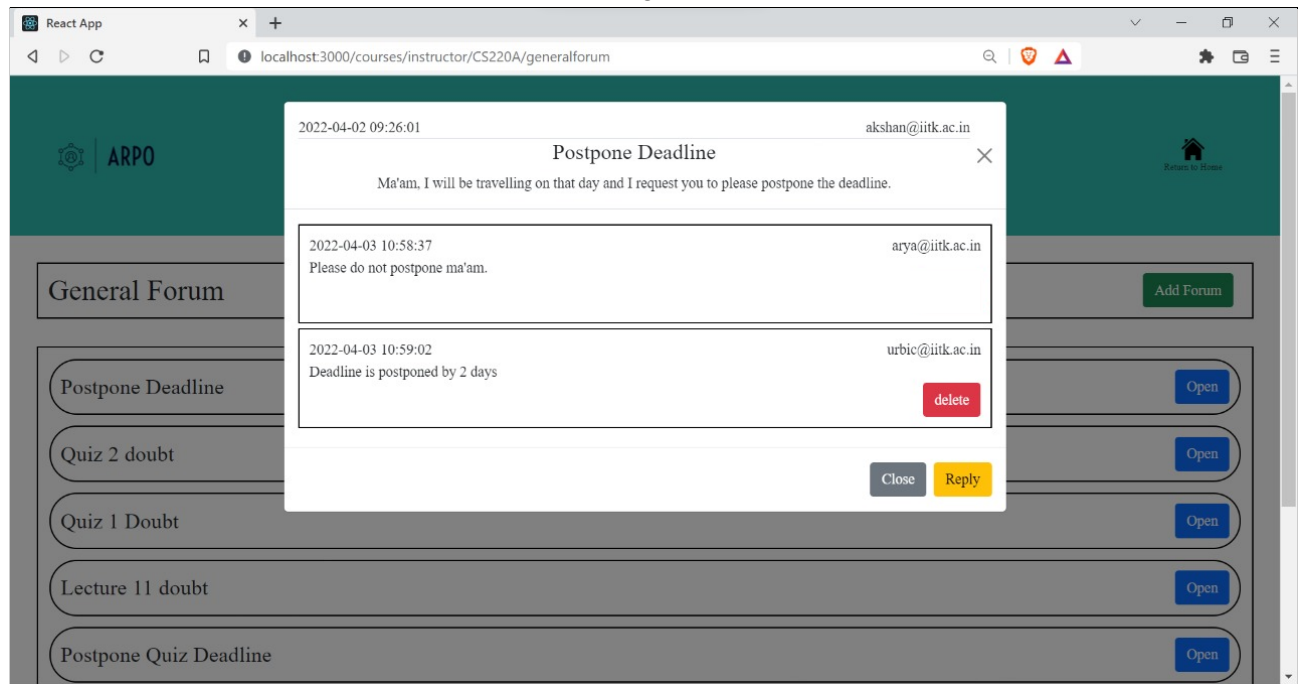 React App
localhost:3000/courses/instructor/CS220A/generalforum
ARPO
Return to Home
2022-04-02 09:26:01 akshan@iitk.ac.in
Postpone Deadline
Ma'am, I will be travelling on that day and I request you to please postpone the deadline.
2022-04-03 10:58:37 arya@iitk.ac.in
Please do not postpone ma'am.
2022-04-03 10:59:02 urbic@iitk.ac.in
Deadline is postponed by 2 days
delete
Close Reply
General Forum Add Forum
Postpone Deadline Open
Quiz 2 doubt Open
Quiz 1 Doubt Open
Lecture 11 doubt Open
Postpone Quiz Deadline Open